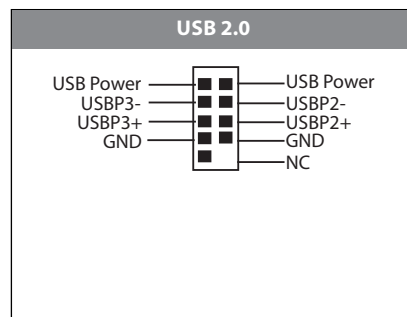 USB 2.0
USB Power USB Power
USBP3- USBP2-
USBP3+ USBP2+
GND GND
NC